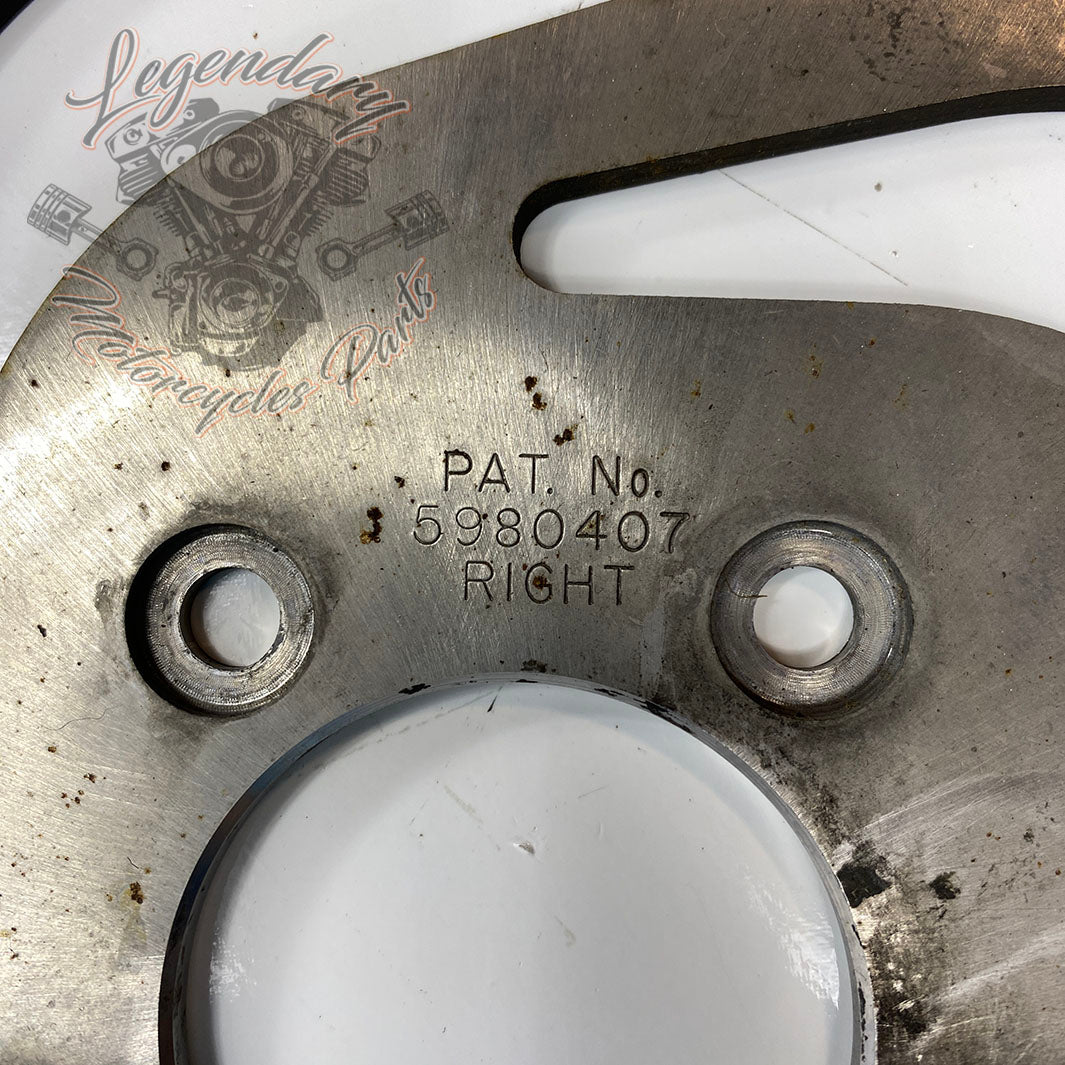 Legendary
Motorcycles Parts
PAT. No.
5980407
RIGHT